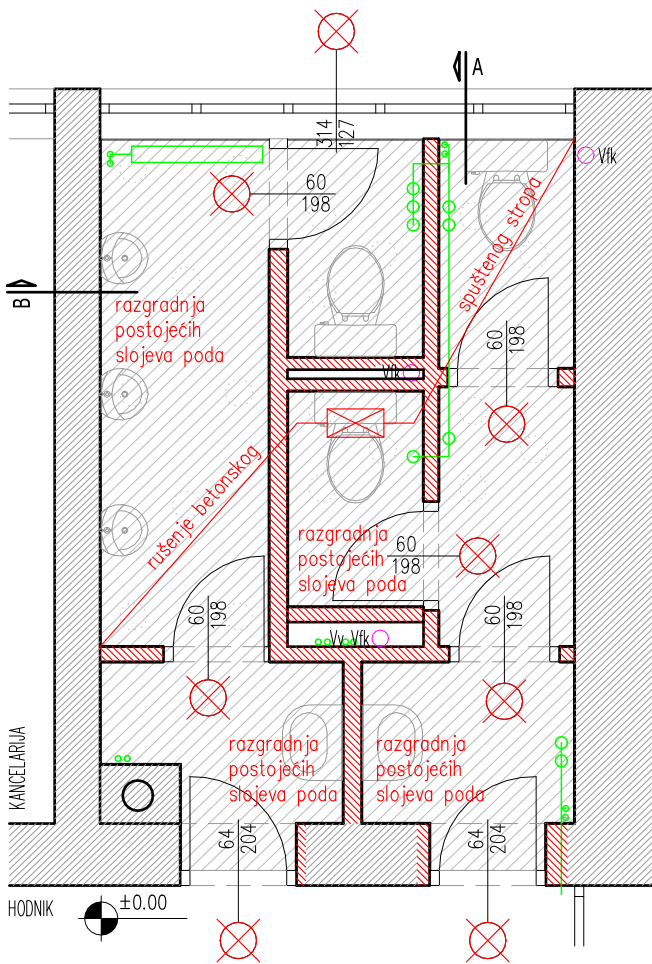 A
314
127
Vfk
60
198
spuštenog stropa
B
razgradnja
postojećih
slojeva poda
60
198
Vfk
rušenje betonskog
razgradnja
postojećih
slojeva poda
60
198
60
198
Vv Vfk
60
198
KANCELARIJA
razgradnja
postojećih
slojeva poda
razgradnja
postojećih
slojeva poda
64
204
64
204
HODNIK
±0.00